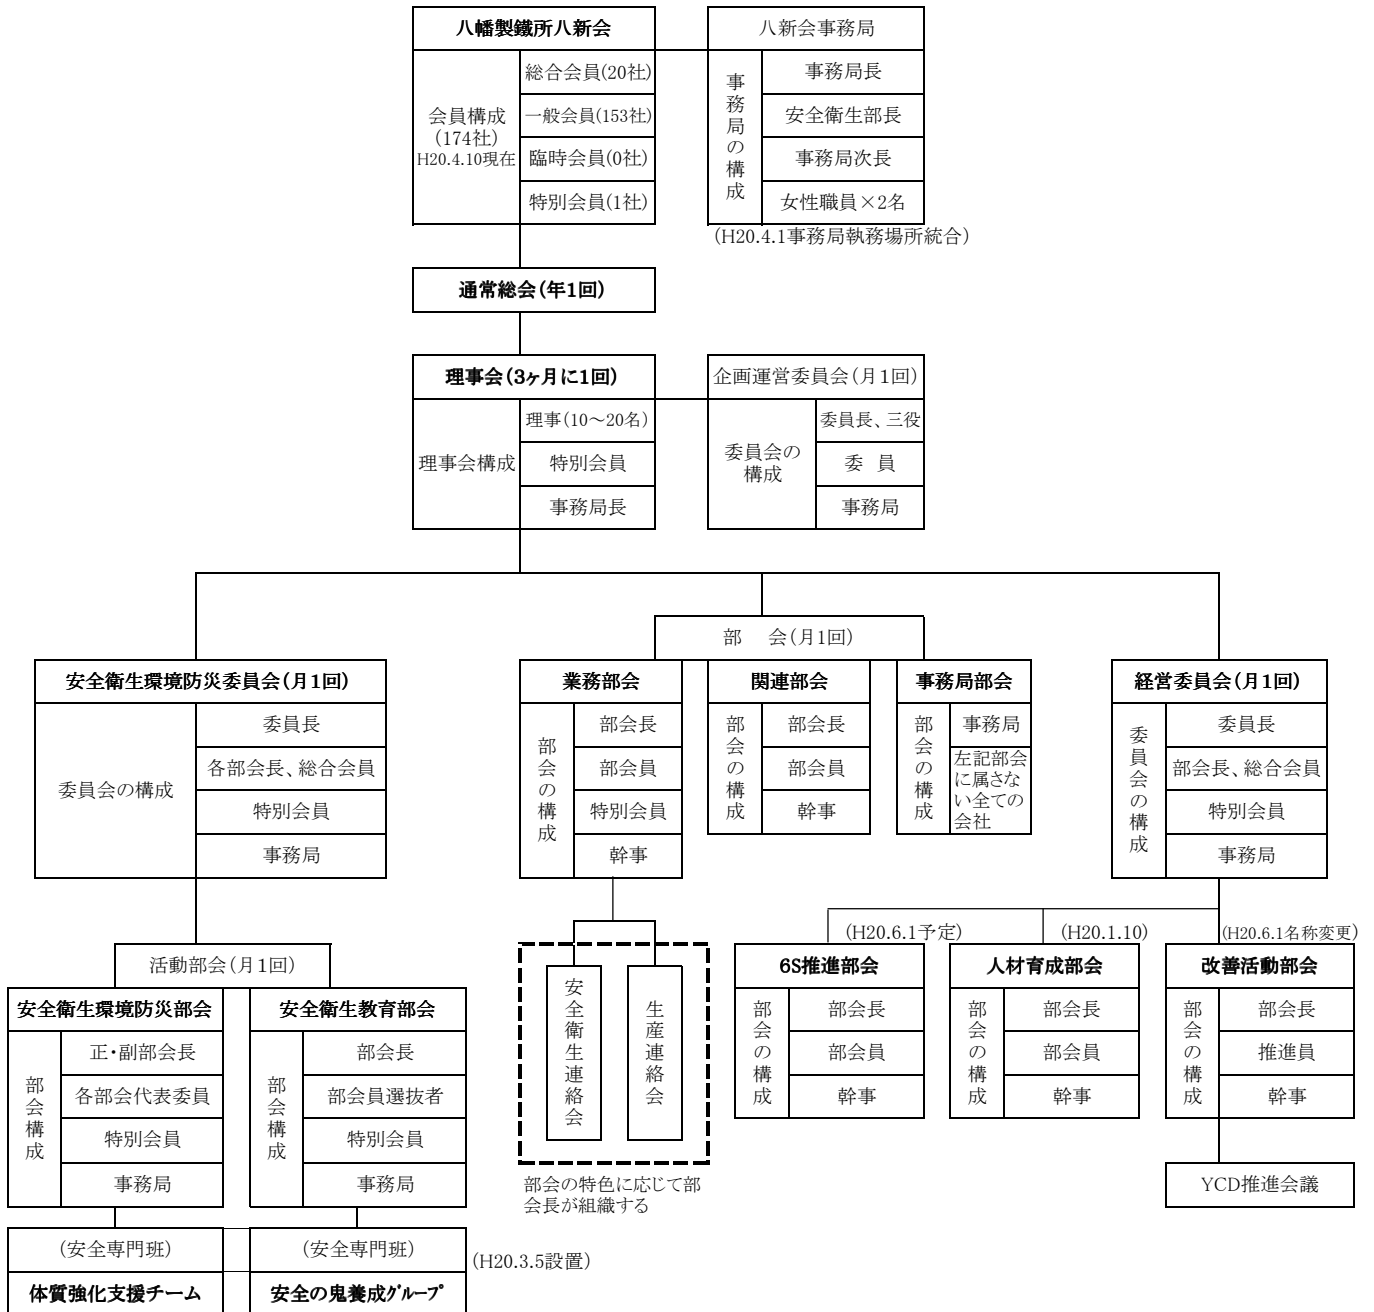 八幡製鐵所八新会
会員構成
(174社)
H20.4.10現在
総合会員(20社)
一般会員(153社)
臨時会員(0社)
特別会員(1社)
八新会事務局
事務局の構成
事務局長
安全衛生部長
事務局次長
女性職員×2名
(H20.4.1事務局執務場所統合)
通常総会(年1回)
理事会(3ヶ月に1回)
理事会構成
理事(10～20名)
特別会員
事務局長
企画運営委員会(月1回)
委員会の
構成
委員長、三役
委 員
事務局
部 会(月1回)
安全衛生環境防災委員会(月1回)
委員会の構成
委員長
各部会長、総合会員
特別会員
事務局
業務部会
部会の構成
部会長
部会員
特別会員
幹事
関連部会
部会の構成
部会長
部会員
幹事
事務局部会
部会の構成
事務局
左記部会
に属さな
い全ての
会社
経営委員会(月1回)
委員会の構成
委員長
部会長、総合会員
特別会員
事務局
活動部会(月1回)
安全衛生環境防災部会
部会構成
正・副部会長
各部会代表委員
特別会員
事務局
(安全専門班)
体質強化支援チーム
安全衛生教育部会
部会構成
部会長
部会員選抜者
特別会員
事務局
(安全専門班)
安全の鬼養成ｸﾞﾙｰﾌﾟ
(H20.3.5設置)
安全衛生連絡会
生産連絡会
部会の特色に応じて部
会長が組織する
(H20.6.1予定)
6S推進部会
部会の構成
部会長
部会員
幹事
(H20.1.10)
人材育成部会
部会の構成
部会長
部会員
幹事
(H20.6.1名称変更)
改善活動部会
部会の構成
部会長
推進員
幹事
YCD推進会議